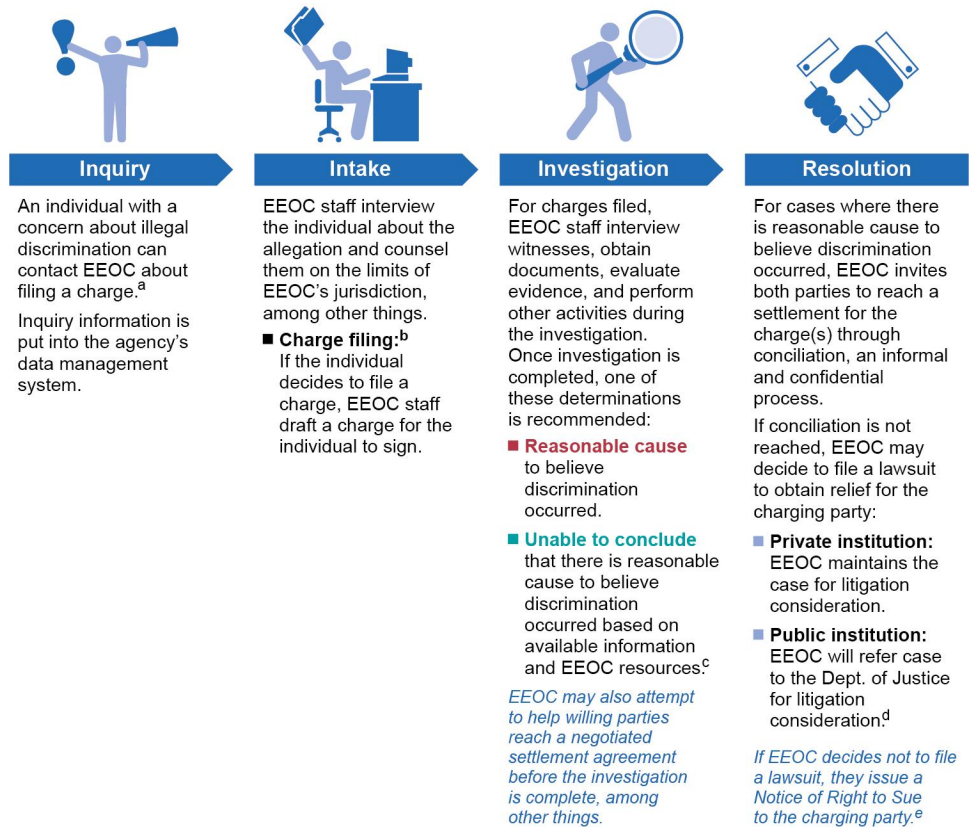 Inquiry
An individual with a
concern about illegal
discrimination can
contact EEOC about
filing a charge.a
Inquiry information is
put into the agency's
data management
system.
Intake
EEOC staff interview
the individual about the
allegation and counsel
them on the limits of
EEOC's jurisdiction,
among other things.
■ Charge filing:b
If the individual
decides to file a
charge, EEOC staff
draft a charge for the
individual to sign.
Investigation
For charges filed,
EEOC staff interview
witnesses, obtain
documents, evaluate
evidence, and perform
other activities during
the investigation.
Once investigation is
completed, one of
these determinations
is recommended:
■ Reasonable cause
to believe
discrimination
occurred.
■ Unable to conclude
that there is reasonable
cause to believe
discrimination
occurred based on
available information
and EEOC resources.c
EEOC may also attempt
to help willing parties
reach a negotiated
settlement agreement
before the investigation
is complete, among
other things.
Resolution
For cases where there
is reasonable cause to
believe discrimination
occurred, EEOC invites
both parties to reach a
settlement for the
charge(s) through
conciliation, an informal
and confidential
process.
If conciliation is not
reached, EEOC may
decide to file a lawsuit
to obtain relief for the
charging party:
■ Private institution:
EEOC maintains the
case for litigation
consideration.
■ Public institution:
EEOC will refer case
to the Dept. of Justice
for litigation
consideration.d
If EEOC decides not to file
a lawsuit, they issue a
Notice of Right to Sue
to the charging party.e